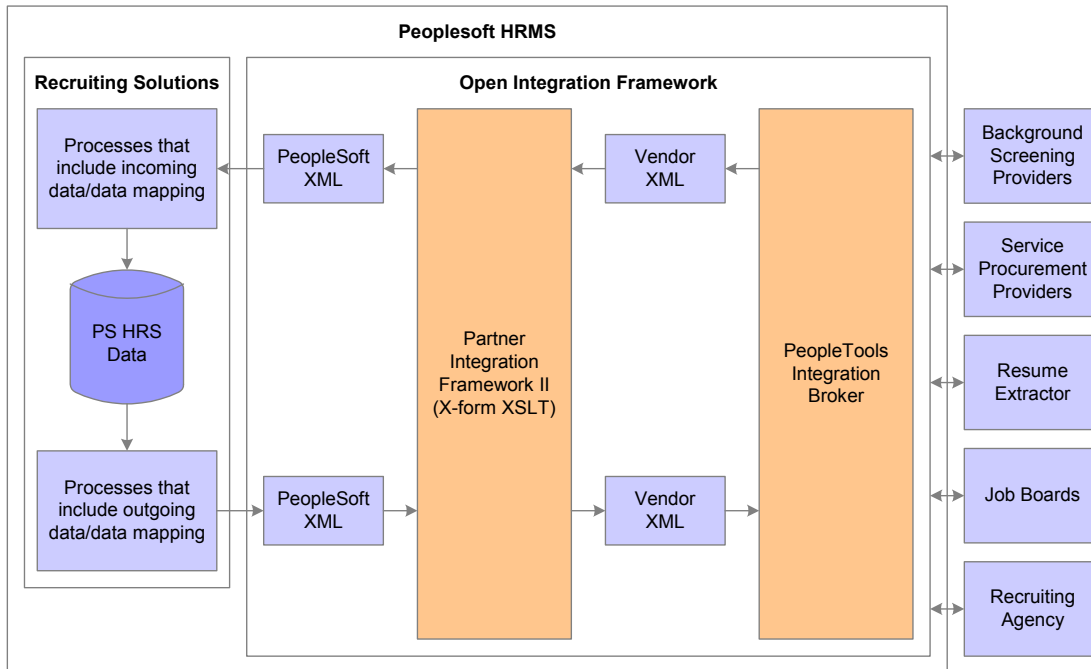 Peoplesoft HRMS
Recruiting Solutions
Open Integration Framework
Processes that
include incoming
data/data mapping
PeopleSoft
XML
Vendor
XML
PS HRS
Data
Partner
Integration
Framework II
(X-form XSLT)
PeopleTools
Integration
Broker
Processes that
include outgoing
data/data mapping
PeopleSoft
XML
Vendor
XML
Background
Screening
Providers
Service
Procurement
Providers
Resume
Extractor
Job Boards
Recruiting
Agency